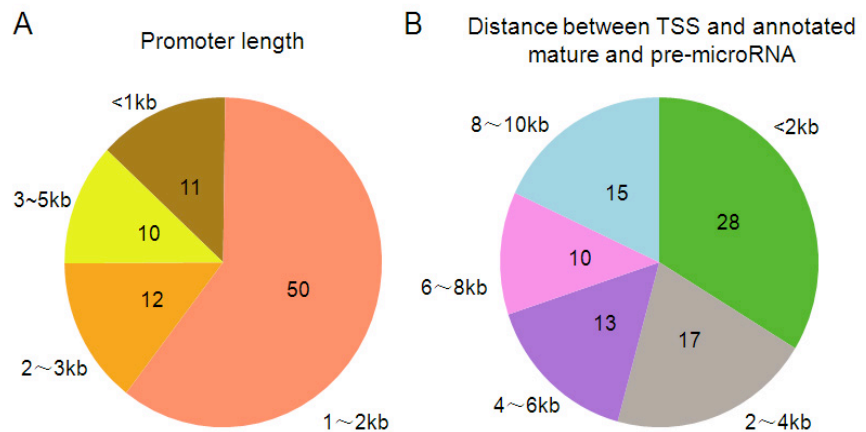 A
Promoter length
<1kb
3~5kb
11
10
12
50
2～3kb
1～2kb
B
Distance between TSS and annotated
mature and pre-microRNA
8～10kb
<2kb
15
28
10
6～8kb
13
17
4～6kb
2～4kb